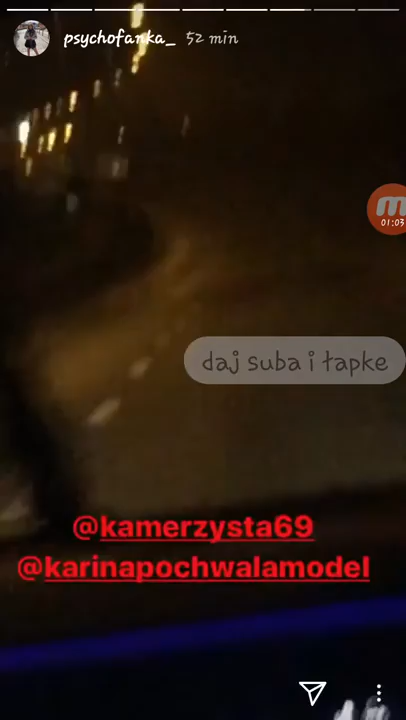 psychofanka_ 52 min
m
01:03
daj suba i łapke
@kamerzysta69
@karinapochwalamodel